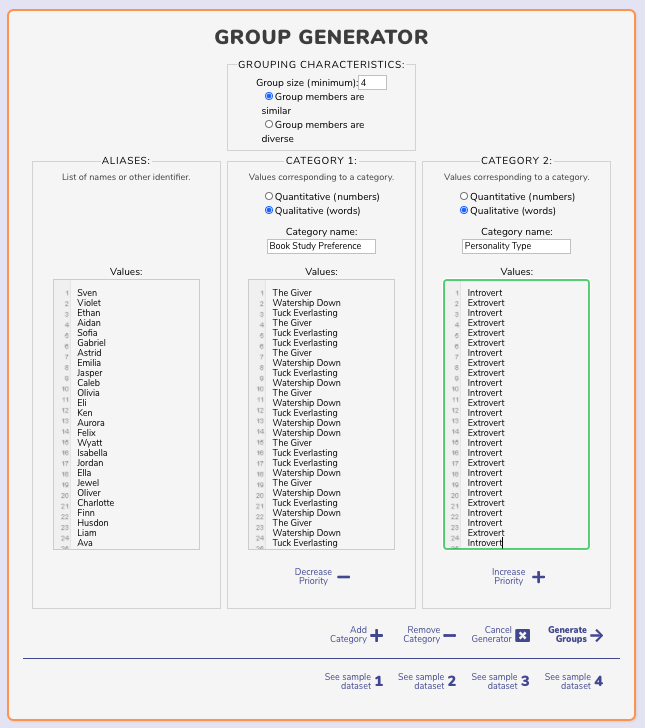 GROUP GENERATOR
GROUPING CHARACTERISTICS:
Group size (minimum): 4
Group members are
similar
Group members are
diverse
ALIASES:
List of names or other identifier.
Values:
1
2
3
4
5
6
7
8
9
10
11
12
13
14
15
16
17
18
19
20
21
22
23
24
Sven
Violet
Ethan
Aidan
Sofia
Gabriel
Astrid
Emilia
Jasper
Caleb
Olivia
Eli
Ken
Aurora
Felix
Wyatt
Isabella
Jordan
Ella
Jewel
Oliver
Charlotte
Finn
Husdon
Liam
Ava
CATEGORY 1:
Values corresponding to a category.
Quantitative (numbers)
Qualitative (words)
Category name:
Book Study Preference
Values:
1
2
3
4
5
6
7
8
9
10
11
12
13
14
15
16
17
18
19
20
21
22
23
24
The Giver
Watership Down
Tuck Everlasting
The Giver
Tuck Everlasting
Tuck Everlasting
The Giver
Watership Down
Tuck Everlasting
Watership Down
The Giver
Watership Down
Tuck Everlasting
Watership Down
Watership Down
The Giver
Tuck Everlasting
Tuck Everlasting
Watership Down
The Giver
Watership Down
Tuck Everlasting
Watership Down
The Giver
Watership Down
Tuck Everlasting
Decrease
Priority
CATEGORY 2:
Values corresponding to a category.
Quantitative (numbers)
Qualitative (words)
Category name:
Personality Type
Values:
1
2
3
4
5
6
7
8
9
10
11
12
13
14
15
16
17
18
19
20
21
22
23
24
Introvert
Extrovert
Introvert
Extrovert
Extrovert
Extrovert
Introvert
Extrovert
Extrovert
Introvert
Introvert
Extrovert
Introvert
Extrovert
Extrovert
Introvert
Introvert
Extrovert
Introvert
Introvert
Introvert
Extrovert
Introvert
Introvert
Extrovert
Introvert
Increase
Priority
Add
Category
Remove
Category
Cancel
Generator
Generate
Groups
See sample
dataset 1
See sample
dataset 2
See sample
dataset 3
See sample
dataset 4